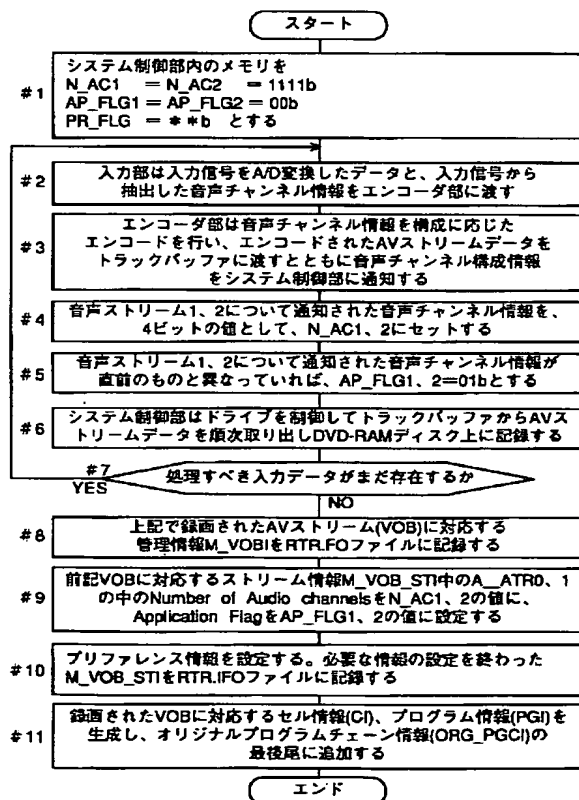 スタート
#1
システム制御部内のメモリを
N_AC1 = N_AC2 = 1111b
AP_FLG1 = AP_FLG2 = 00b
PR_FLG = **b とする
#2
入力部は入力信号をA/D変換したデータと、入力信号から
抽出した音声チャンネル情報をエンコーダ部に渡す
#3
エンコーダ部は音声チャンネル情報を構成に応じた
エンコードを行い、エンコードされたAVストリームデータを
トラックバッファに渡すとともに音声チャンネル構成情報
をシステム制御部に通知する
#4
音声ストリーム1、2について通知された音声チャンネル情報を、
4ビットの値として、N_AC1、2にセットする
#5
音声ストリーム1、2について通知された音声チャンネル情報が
直前のものと異なっていれば、AP_FLG1、2=01bとする
#6
システム制御部はドライブを制御してトラックバッファからAVス
トリームデータを順次取り出しDVD-RAMディスク上に記録する
#7
YES
処理すべき入力データがまだ存在するか
NO
#8
上記で録画されたAVストリーム(VOB)に対応する
管理情報M_VOBIをRTR.IFOファイルに記録する
#9
前記VOBに対応するストリーム情報M_VOB_STI中のA__ATR0、1
の中のNumber of Audio channelsをN_AC1、2の値に、
Application FlagをAP_FLG1、2の値に設定する
#10
プリファレンス情報を設定する。必要な情報の設定を終わった
M_VOB_STIをRTR.IFOファイルに記録する
#11
録画されたVOBに対応するセル情報(CI)、プログラム情報(PGI)
を生成し、オリジナルプログラムチェーン情報(ORG_PGCI)の
最後尾に追加する
エンド